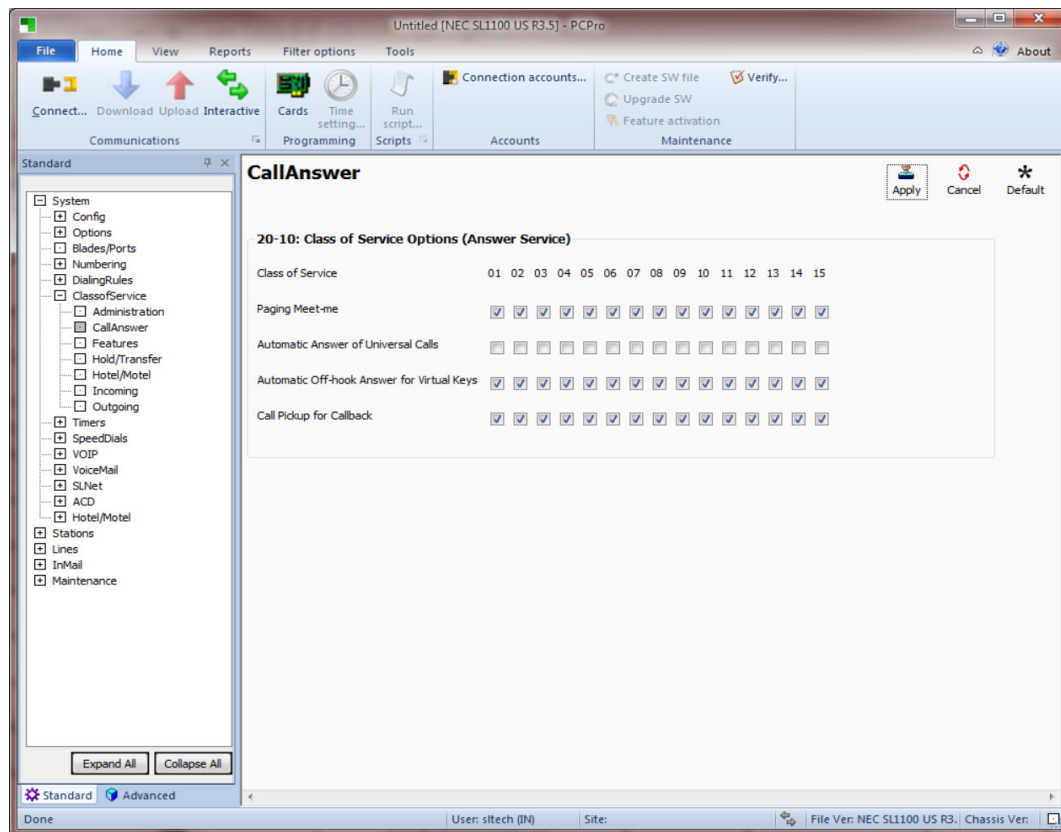 Untitled [NEC SL1100 US R3.5] - PCPro
File Home View Reports Filter options Tools About
Connect... Download Upload Interactive Cards Time setting... Run script... Connection accounts... Create SW file Verify...
Upgrade SW
Feature activation
Communications Programming Scripts Accounts Maintenance
Standard
System
Config
Options
Blades/Ports
Numbering
DialingRules
ClassofService
Administration
CallAnswer
Features
Hold/Transfer
Hotel/Motel
Incoming
Outgoing
Timers
SpeedDials
VOIP
VoiceMail
SLNet
ACD
Hotel/Motel
Stations
Lines
InMail
Maintenance
Expand All Collapse All
Standard Advanced
CallAnswer
Apply Cancel Default
20-10: Class of Service Options (Answer Service)
Class of Service 01 02 03 04 05 06 07 08 09 10 11 12 13 14 15
Paging Meet-me
Automatic Answer of Universal Calls
Automatic Off-hook Answer for Virtual Keys
Call Pickup for Callback
Done User: sltech (IN) Site: File Ver: NEC SL1100 US R3. Chassis Ver: